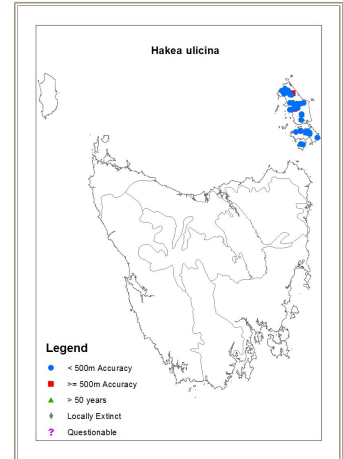 Hakea ulicina
Legend
< 500m Accuracy
>= 500m Accuracy
> 50 years
Locally Extinct
? Questionable